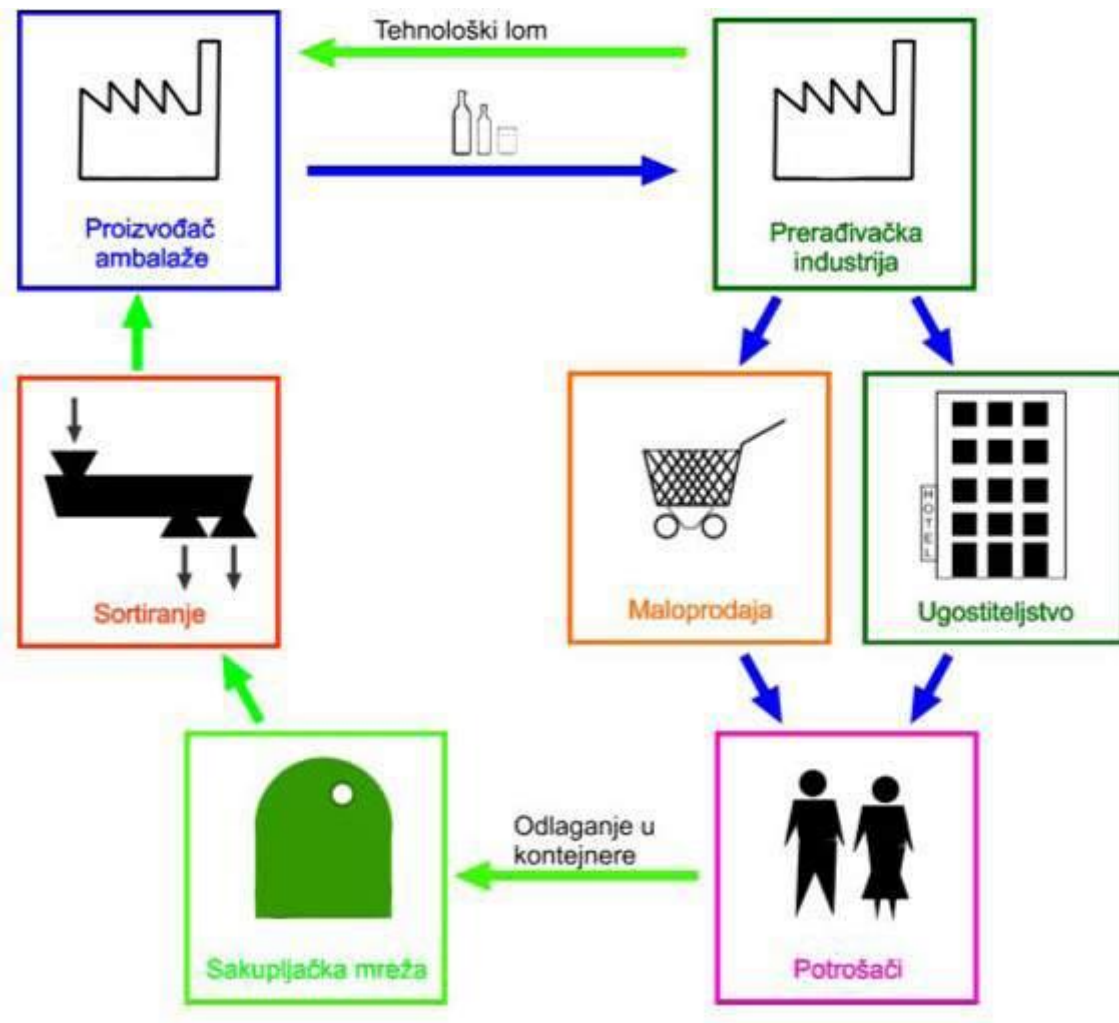 Tehnološki lom
Proizvođač
ambalaže
Prerađivačka
industrija
Sortiranje
Maloprodaja
HOTEL
Ugostiteljstvo
Odlaganje u
kontejnere
Sakupljačka mreža
Potrošači